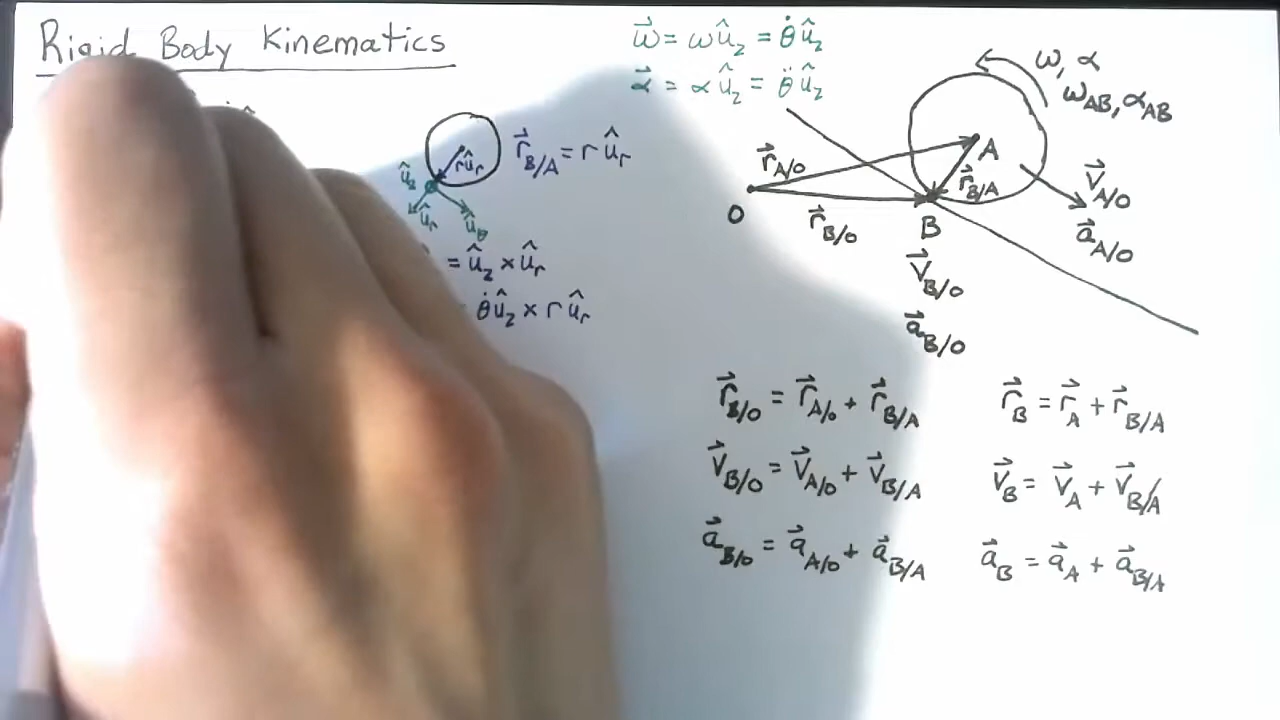 Rigid Body Kinematics
r⃗_B/A = r û_r
r û_r
û_z
û_r
û_θ
= û_z × û_r
θ̇ û_z × r û_r
ω⃗ = ω û_z = θ̇ û_z
α⃗ = α û_z = θ̈ û_z
ω, α
ω_AB, α_AB
A
r⃗_A/O
r⃗_B/A
v⃗_A/O
a⃗_A/O
O
r⃗_B/O
B
v⃗_B/O
a⃗_B/O
r⃗_B/O = r⃗_A/O + r⃗_B/A
r⃗_B = r⃗_A + r⃗_B/A
v⃗_B/O = v⃗_A/O + v⃗_B/A
v⃗_B = v⃗_A + v⃗_B/A
a⃗_B/O = a⃗_A/O + a⃗_B/A
a⃗_B = a⃗_A + a⃗_B/A